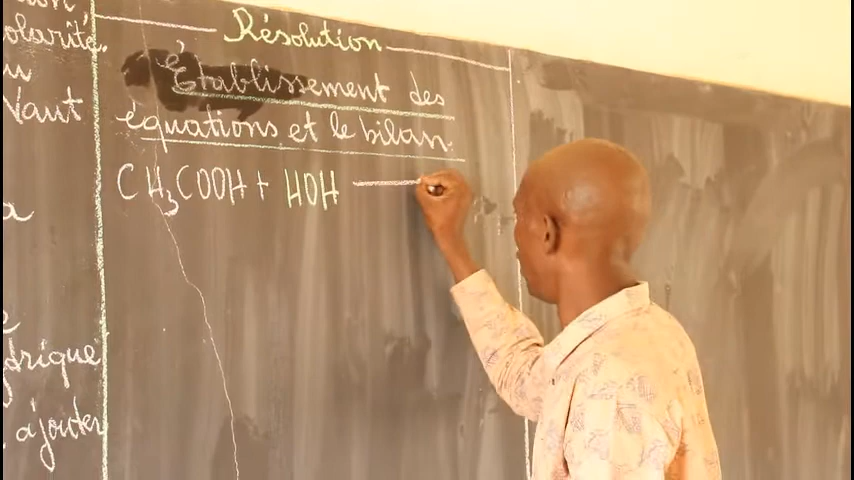 olarité.
Vaut
drique
ajouter
Résolution
Établissement des
équations et le bilan.
CH₃COOH + HOH —